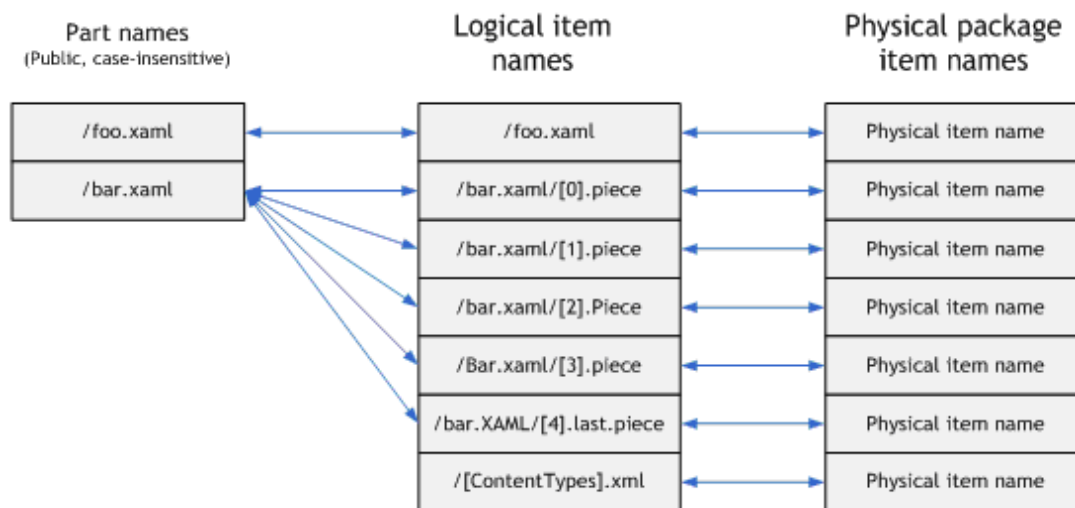 Part names
(Public, case-insensitive)
Logical item
names
Physical package
item names
/foo.xaml
/foo.xaml
Physical item name
/bar.xaml
/bar.xaml/[0].piece
Physical item name
/bar.xaml/[1].piece
Physical item name
/bar.xaml/[2].Piece
Physical item name
/Bar.xaml/[3].piece
Physical item name
/bar.XAML/[4].last.piece
Physical item name
/[ContentTypes].xml
Physical item name